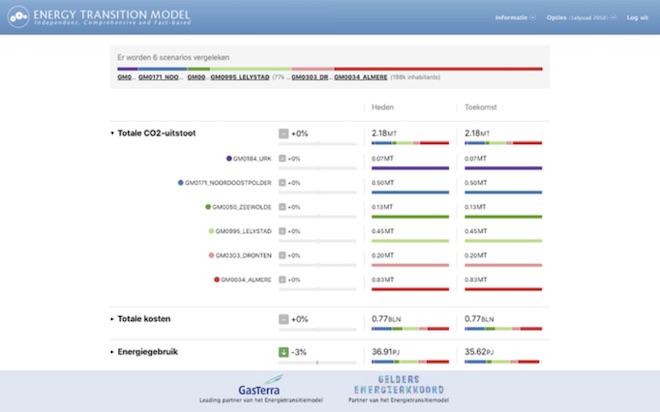 ENERGY TRANSITION MODEL
Independent, Comprehensive and Fact-Based
Informatie
Opties (Lelystad 2050)
Log uit
Er worden 6 scenarios vergeleken
GM0... GM0171_NOO... GM00... GM0995_LELYSTAD (77k ... GM0303_DR... GM0034_ALMERE (198k inhabitants)
Heden Toekomst
Totale CO2-uitstoot +0% 2.18MT 2.18MT
GM0184_URK +0% 0.07MT 0.07MT
GM0171_NOORDOOSTPOLDER +0% 0.50MT 0.50MT
GM0050_ZEEWOLDE +0% 0.13MT 0.13MT
GM0995_LELYSTAD +0% 0.45MT 0.45MT
GM0303_DRONTEN +0% 0.20MT 0.20MT
GM0034_ALMERE +0% 0.83MT 0.83MT
Totale kosten +0% 0.77BLN 0.77BLN
Energiegebruik -3% 36.91PJ 35.62PJ
GasTerra
Leading partner van het Energietransitiemodel
GELDERS
ENERGIEAKKOORD
Partner van het Energietransitiemodel